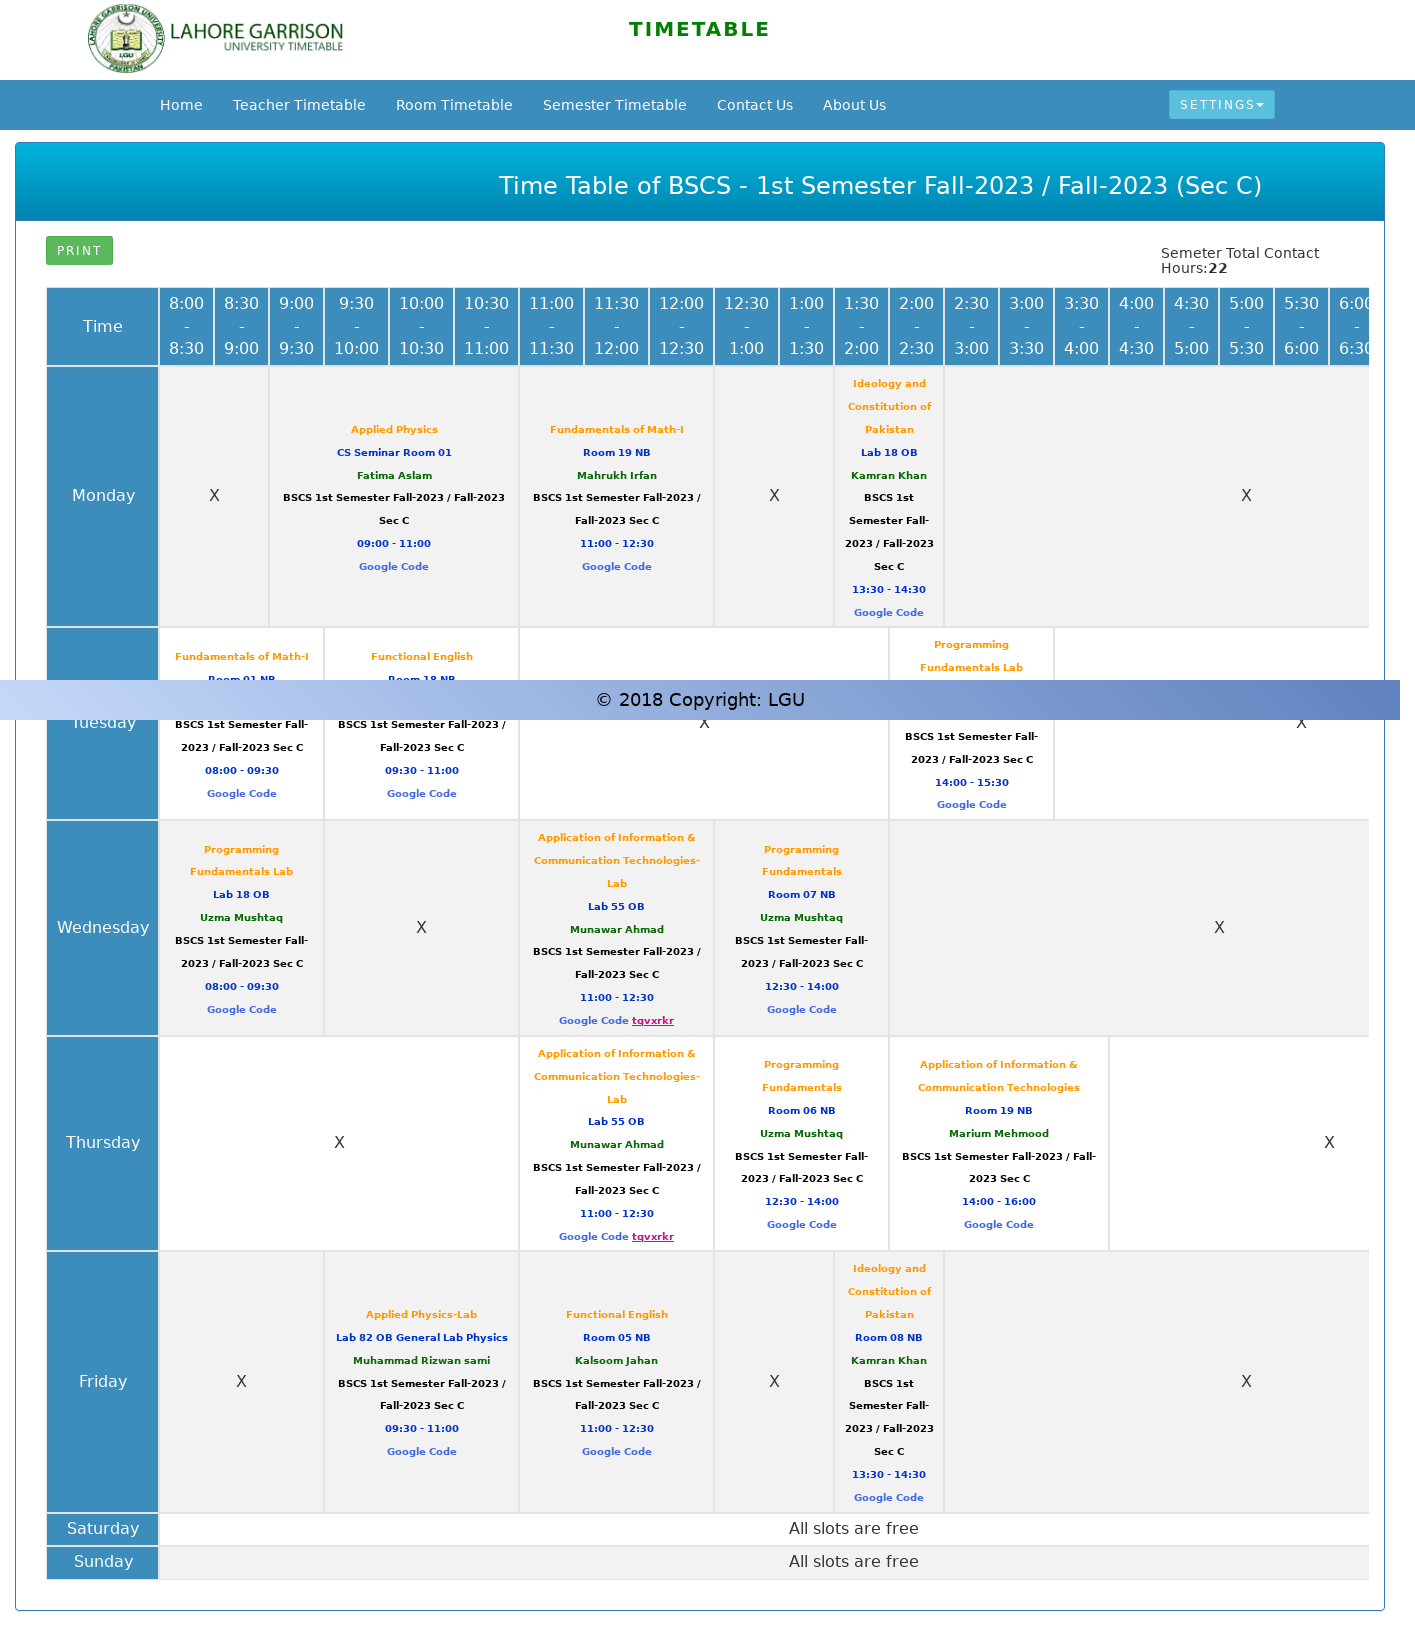 LAHORE GARRISON
UNIVERSITY TIMETABLE
TIMETABLE
Home Teacher Timetable Room Timetable Semester Timetable Contact Us About Us SETTINGS
Time Table of BSCS - 1st Semester Fall-2023 / Fall-2023 (Sec C)
PRINT
Semeter Total Contact
Hours:22
Time
8:00 - 8:30
8:30 - 9:00
9:00 - 9:30
9:30 - 10:00
10:00 - 10:30
10:30 - 11:00
11:00 - 11:30
11:30 - 12:00
12:00 - 12:30
12:30 - 1:00
1:00 - 1:30
1:30 - 2:00
2:00 - 2:30
2:30 - 3:00
3:00 - 3:30
3:30 - 4:00
4:00 - 4:30
4:30 - 5:00
5:00 - 5:30
5:30 - 6:00
6:00 - 6:30
Monday
X
Applied Physics
CS Seminar Room 01
Fatima Aslam
BSCS 1st Semester Fall-2023 / Fall-2023
Sec C
09:00 - 11:00
Google Code
Fundamentals of Math-I
Room 19 NB
Mahrukh Irfan
BSCS 1st Semester Fall-2023 /
Fall-2023 Sec C
11:00 - 12:30
Google Code
X
Ideology and
Constitution of
Pakistan
Lab 18 OB
Kamran Khan
BSCS 1st
Semester Fall-
2023 / Fall-2023
Sec C
13:30 - 14:30
Google Code
X
Tuesday
Fundamentals of Math-I
Room 01 NB
BSCS 1st Semester Fall-
2023 / Fall-2023 Sec C
08:00 - 09:30
Google Code
Functional English
Room 18 NB
BSCS 1st Semester Fall-2023 /
Fall-2023 Sec C
09:30 - 11:00
Google Code
X
Programming
Fundamentals Lab
BSCS 1st Semester Fall-
2023 / Fall-2023 Sec C
14:00 - 15:30
Google Code
X
© 2018 Copyright: LGU
Wednesday
Programming
Fundamentals Lab
Lab 18 OB
Uzma Mushtaq
BSCS 1st Semester Fall-
2023 / Fall-2023 Sec C
08:00 - 09:30
Google Code
X
Application of Information &
Communication Technologies-
Lab
Lab 55 OB
Munawar Ahmad
BSCS 1st Semester Fall-2023 /
Fall-2023 Sec C
11:00 - 12:30
Google Code tqvxrkr
Programming
Fundamentals
Room 07 NB
Uzma Mushtaq
BSCS 1st Semester Fall-
2023 / Fall-2023 Sec C
12:30 - 14:00
Google Code
X
Thursday
X
Application of Information &
Communication Technologies-
Lab
Lab 55 OB
Munawar Ahmad
BSCS 1st Semester Fall-2023 /
Fall-2023 Sec C
11:00 - 12:30
Google Code tqvxrkr
Programming
Fundamentals
Room 06 NB
Uzma Mushtaq
BSCS 1st Semester Fall-
2023 / Fall-2023 Sec C
12:30 - 14:00
Google Code
Application of Information &
Communication Technologies
Room 19 NB
Marium Mehmood
BSCS 1st Semester Fall-2023 / Fall-
2023 Sec C
14:00 - 16:00
Google Code
X
Friday
X
Applied Physics-Lab
Lab 82 OB General Lab Physics
Muhammad Rizwan sami
BSCS 1st Semester Fall-2023 /
Fall-2023 Sec C
09:30 - 11:00
Google Code
Functional English
Room 05 NB
Kalsoom Jahan
BSCS 1st Semester Fall-2023 /
Fall-2023 Sec C
11:00 - 12:30
Google Code
X
Ideology and
Constitution of
Pakistan
Room 08 NB
Kamran Khan
BSCS 1st
Semester Fall-
2023 / Fall-2023
Sec C
13:30 - 14:30
Google Code
X
Saturday
All slots are free
Sunday
All slots are free